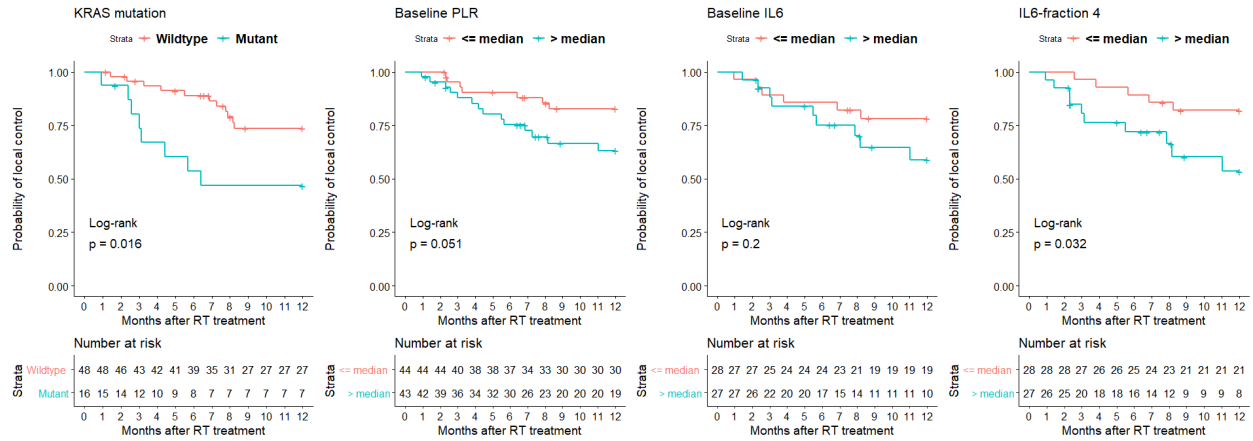 KRAS mutation
Strata Wildtype Mutant
Probability of local control
1.00
0.75
0.50
0.25
0.00
Log-rank
p = 0.016
0 1 2 3 4 5 6 7 8 9 10 11 12
Months after RT treatment
Number at risk
Strata
Wildtype 48 48 46 43 42 41 39 35 31 27 27 27 27
Mutant 16 15 14 12 10 9 8 7 7 7 7 7 7
0 1 2 3 4 5 6 7 8 9 10 11 12
Months after RT treatment
Baseline PLR
Strata <= median > median
Probability of local control
1.00
0.75
0.50
0.25
0.00
Log-rank
p = 0.051
0 1 2 3 4 5 6 7 8 9 10 11 12
Months after RT treatment
Number at risk
Strata
<= median 44 44 44 40 38 38 37 34 33 30 30 30 30
> median 43 42 39 36 34 32 30 26 23 20 20 20 19
0 1 2 3 4 5 6 7 8 9 10 11 12
Months after RT treatment
Baseline IL6
Strata <= median > median
Probability of local control
1.00
0.75
0.50
0.25
0.00
Log-rank
p = 0.2
0 1 2 3 4 5 6 7 8 9 10 11 12
Months after RT treatment
Number at risk
Strata
<= median 28 27 27 25 24 24 24 23 21 19 19 19 19
> median 27 27 26 22 20 20 17 15 14 11 11 11 10
0 1 2 3 4 5 6 7 8 9 10 11 12
Months after RT treatment
IL6-fraction 4
Strata <= median > median
Probability of local control
1.00
0.75
0.50
0.25
0.00
Log-rank
p = 0.032
0 1 2 3 4 5 6 7 8 9 10 11 12
Months after RT treatment
Number at risk
Strata
<= median 28 28 28 27 26 26 25 24 23 21 21 21 21
> median 27 26 25 20 18 18 16 14 12 9 9 9 8
0 1 2 3 4 5 6 7 8 9 10 11 12
Months after RT treatment